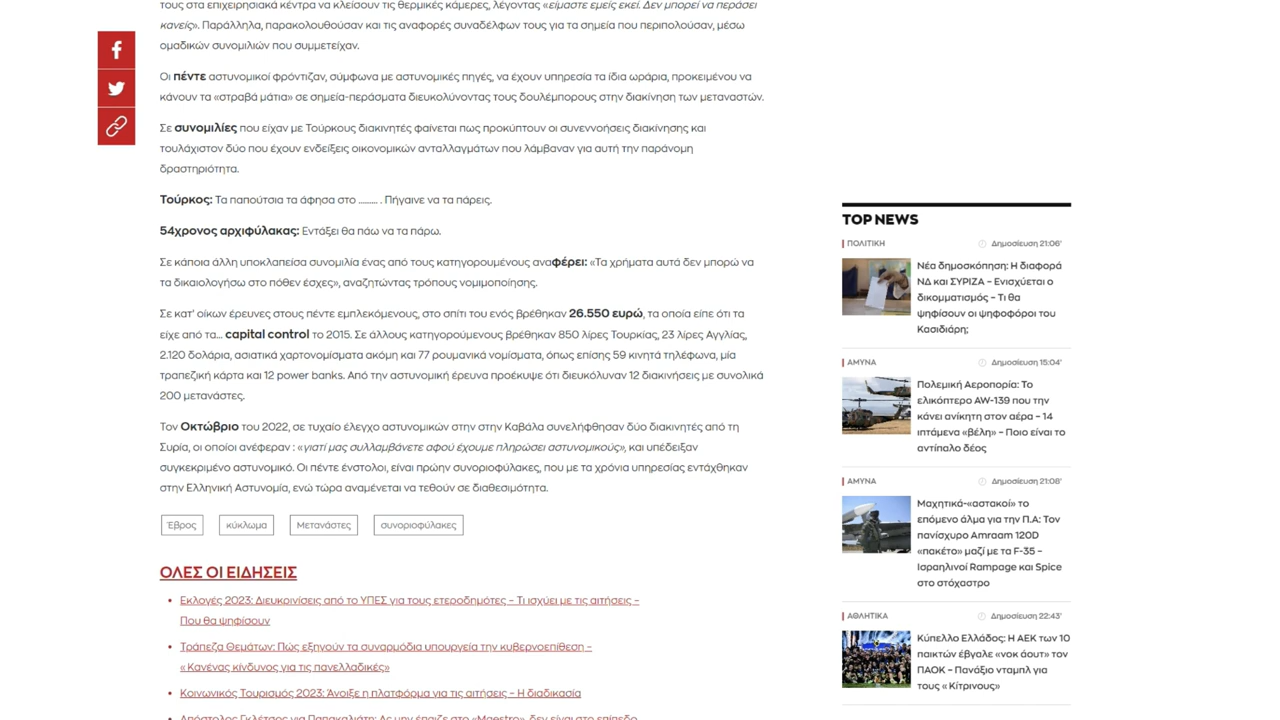 τους στα επιχειρησιακά κέντρα να κλείσουν τις θερμικές κάμερες, λέγοντας «είμαστε εμείς εκεί. Δεν μπορεί να περάσει
κανείς». Παράλληλα, παρακολουθούσαν και τις αναφορές συναδέλφων τους για τα σημεία που περιπολούσαν, μέσω
ομαδικών συνομιλιών που συμμετείχαν.
Οι πέντε αστυνομικοί φρόντιζαν, σύμφωνα με αστυνομικές πηγές, να έχουν υπηρεσία τα ίδια ωράρια, προκειμένου να
κάνουν τα «στραβά μάτια» σε σημεία-περάσματα διευκολύνοντας τους δουλέμπορους στην διακίνηση των μεταναστών.
Σε συνομιλίες που είχαν με Τούρκους διακινητές φαίνεται πως προκύπτουν οι συνεννοήσεις διακίνησης και
τουλάχιστον δύο που έχουν ενδείξεις οικονομικών ανταλλαγμάτων που λάμβαναν για αυτή την παράνομη
δραστηριότητα.
Τούρκος: Τα παπούτσια τα άφησα στο ......... . Πήγαινε να τα πάρεις.
54χρονος αρχιφύλακας: Εντάξει θα πάω να τα πάρω.
Σε κάποια άλλη υποκλαπείσα συνομιλία ένας από τους κατηγορουμένους αναφέρει: «Τα χρήματα αυτά δεν μπορώ να
τα δικαιολογήσω στο πόθεν έσχες», αναζητώντας τρόπους νομιμοποίησης.
Σε κατ' οίκων έρευνες στους πέντε εμπλεκόμενους, στο σπίτι του ενός βρέθηκαν 26.550 ευρώ, τα οποία είπε ότι τα
είχε από τα... capital control το 2015. Σε άλλους κατηγορούμενους βρέθηκαν 850 λίρες Τουρκίας, 23 λίρες Αγγλίας,
2.120 δολάρια, ασιατικά χαρτονομίσματα ακόμη και 77 ρουμανικά νομίσματα, όπως επίσης 59 κινητά τηλέφωνα, μία
τραπεζική κάρτα και 12 power banks. Από την αστυνομική έρευνα προέκυψε ότι διευκόλυναν 12 διακινήσεις με συνολικά
200 μετανάστες.
Τον Οκτώβριο του 2022, σε τυχαίο έλεγχο αστυνομικών στην στην Καβάλα συνελήφθησαν δύο διακινητές από τη
Συρία, οι οποίοι ανέφεραν : «γιατί μας συλλαμβάνετε αφού έχουμε πληρώσει αστυνομικούς», και υπέδειξαν
συγκεκριμένο αστυνομικό. Οι πέντε ένστολοι, είναι πρώην συνοριοφύλακες, που με τα χρόνια υπηρεσίας εντάχθηκαν
στην Ελληνική Αστυνομία, ενώ τώρα αναμένεται να τεθούν σε διαθεσιμότητα.
Έβρος κύκλωμα Μετανάστες συνοριοφύλακες
ΟΛΕΣ ΟΙ ΕΙΔΗΣΕΙΣ
• Εκλογές 2023: Διευκρινίσεις από το ΥΠΕΣ για τους ετεροδημότες – Τι ισχύει με τις αιτήσεις –
Που θα ψηφίσουν
• Τράπεζα Θεμάτων: Πώς εξηγούν τα συναρμόδια υπουργεία την κυβερνοεπίθεση –
«Κανένας κίνδυνος για τις πανελλαδικές»
• Κοινωνικός Τουρισμός 2023: Άνοιξε η πλατφόρμα για τις αιτήσεις – Η διαδικασία
• Απόστολος Γκλέτσος για Παπακαλιάτη: Ας μην έπαιζε στο «Maestro», δεν είναι στο επίπεδο
TOP NEWS
ΠΟΛΙΤΙΚΗ Δημοσίευση 21:06'
Νέα δημοσκόπηση: Η διαφορά
ΝΔ και ΣΥΡΙΖΑ – Ενισχύεται ο
δικομματισμός – Τι θα
ψηφίσουν οι ψηφοφόροι του
Κασιδιάρη;
ΑΜΥΝΑ Δημοσίευση 15:04'
Πολεμική Αεροπορία: Το
ελικόπτερο AW-139 που την
κάνει ανίκητη στον αέρα – 14
ιπτάμενα «βέλη» – Ποιο είναι το
αντίπαλο δέος
ΑΜΥΝΑ Δημοσίευση 21:08'
Μαχητικά-«αστακοί» το
επόμενο άλμα για την Π.Α: Τον
πανίσχυρο Amraam 120D
«πακέτο» μαζί με τα F-35 –
Ισραηλινοί Rampage και Spice
στο στόχαστρο
ΑΘΛΗΤΙΚΑ Δημοσίευση 22:43'
Κύπελλο Ελλάδος: Η ΑΕΚ των 10
παικτών έβγαλε «νοκ άουτ» τον
ΠΑΟΚ – Πανάξιο νταμπλ για
τους «Κίτρινους»